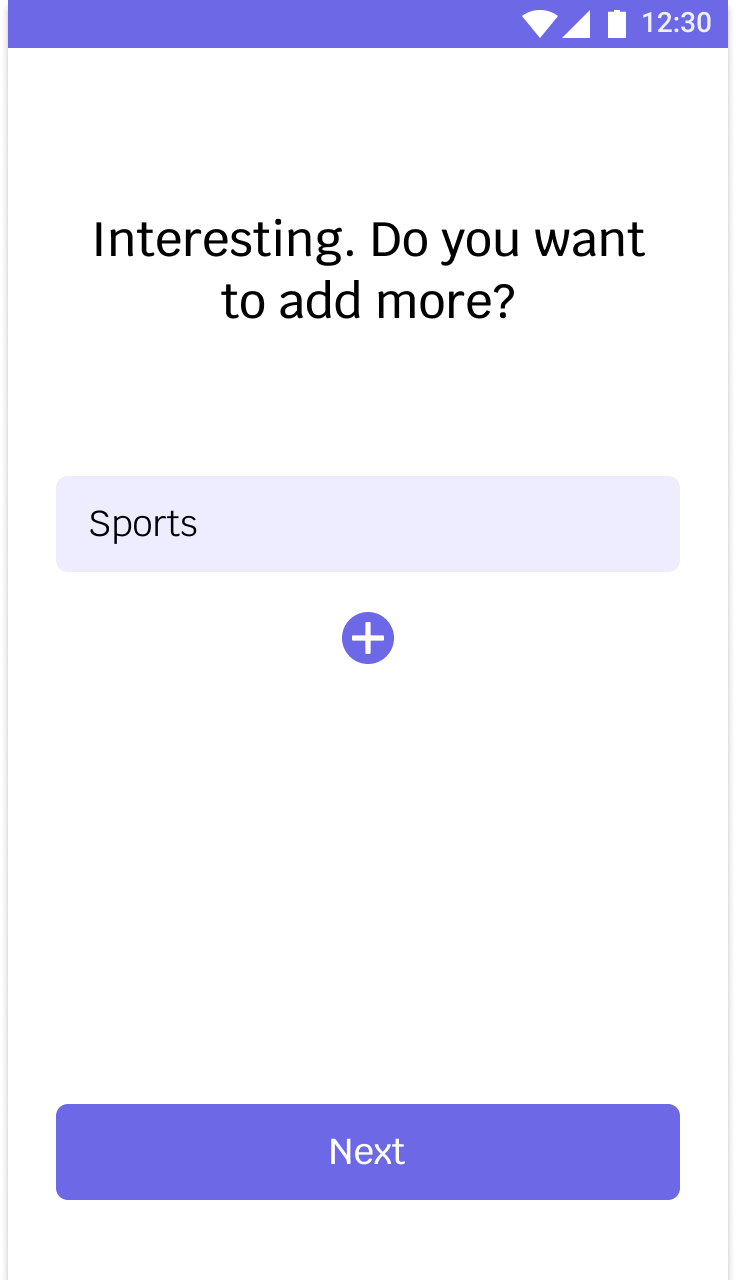 12:30
Interesting. Do you want
to add more?
Sports
Next